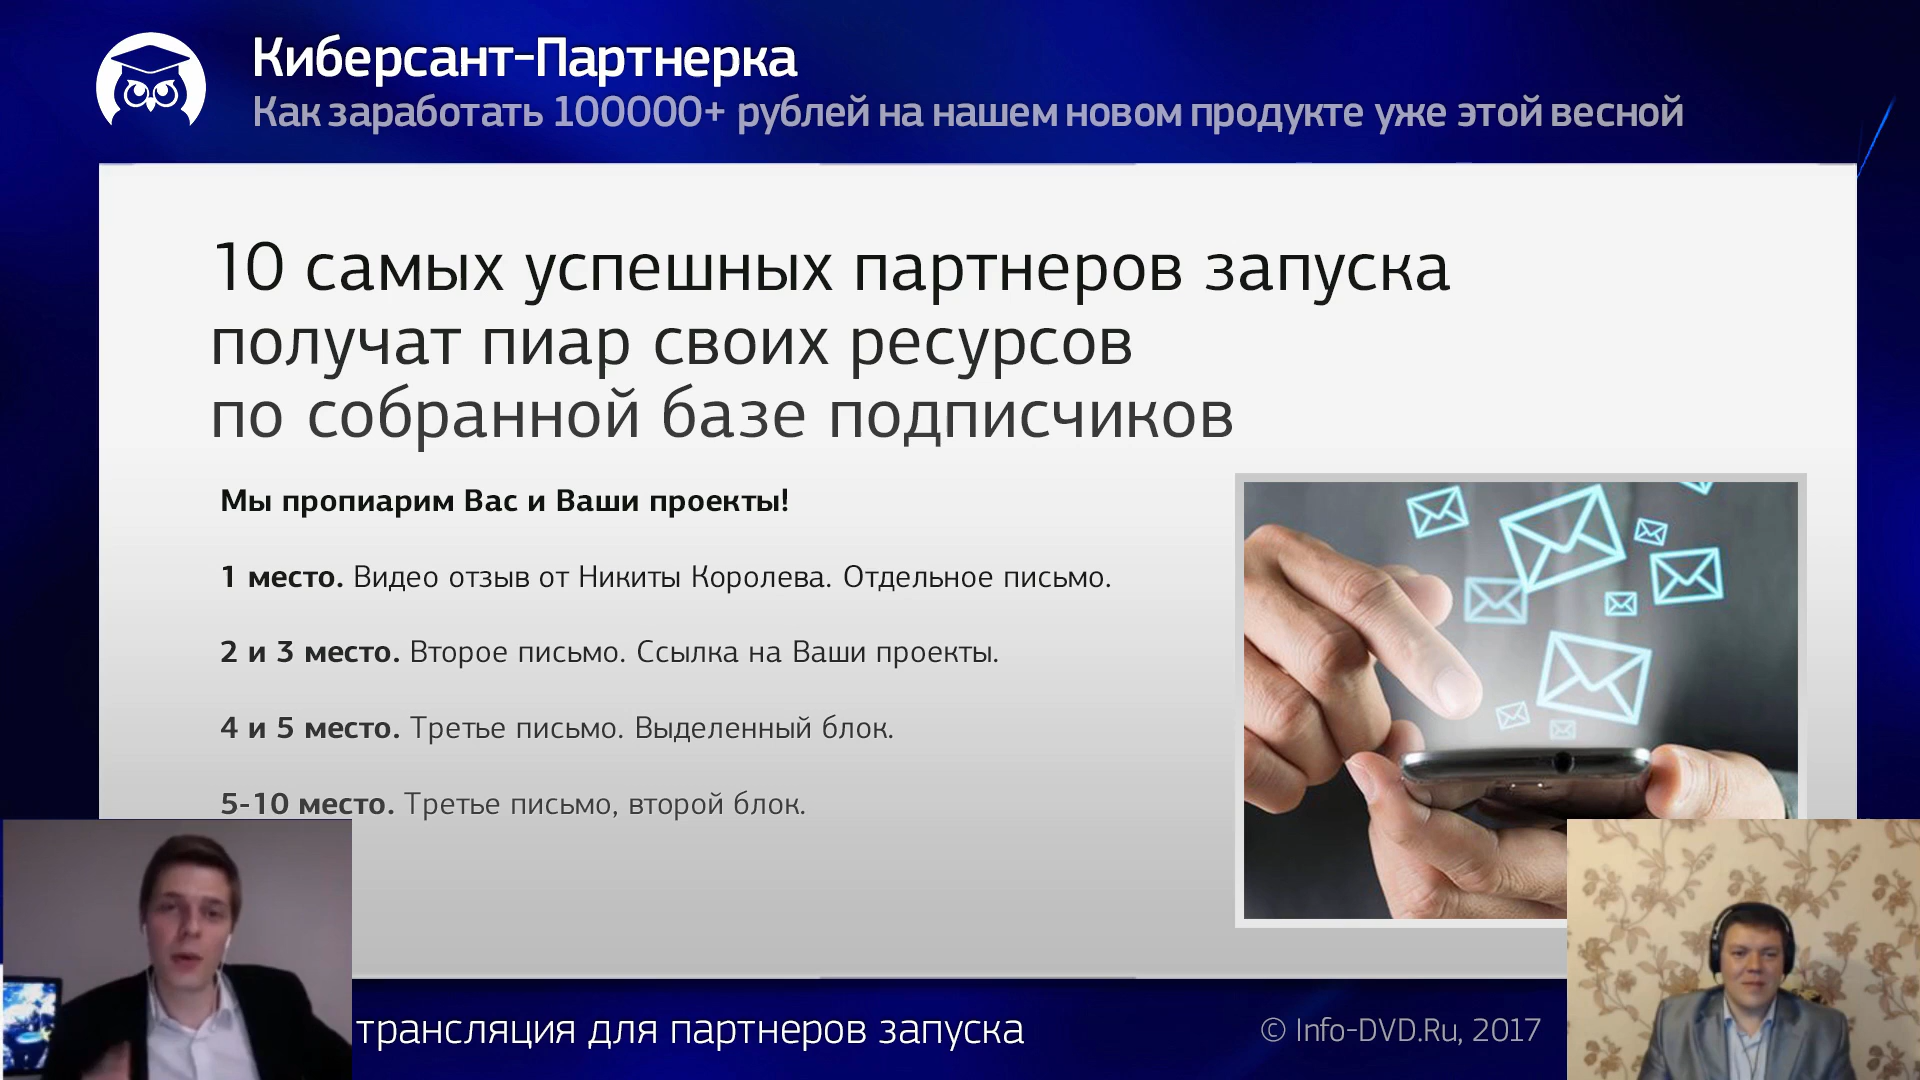 Киберсант-Партнерка
Как заработать 100000+ рублей на нашем новом продукте уже этой весной
10 самых успешных партнеров запуска
получат пиар своих ресурсов
по собранной базе подписчиков
Мы пропиарим Вас и Ваши проекты!
1 место. Видео отзыв от Никиты Королева. Отдельное письмо.
2 и 3 место. Второе письмо. Ссылка на Ваши проекты.
4 и 5 место. Третье письмо. Выделенный блок.
5-10 место. Третье письмо, второй блок.
трансляция для партнеров запуска
© Info-DVD.Ru, 2017